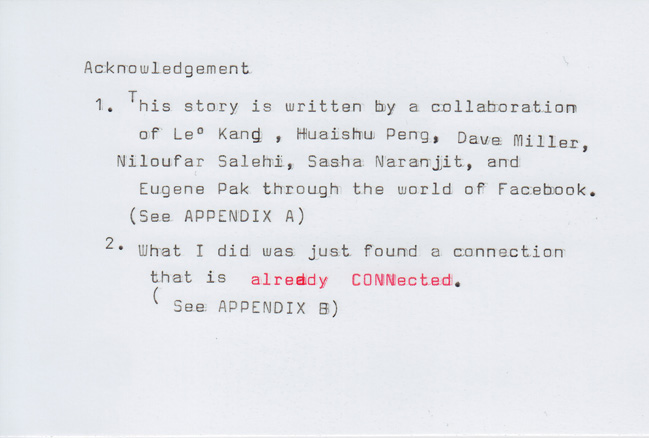 Acknowledgement
1. This story is written by a collaboration
of Leo Kang , Huaishu Peng, Dave Miller,
Niloufar Salehi, Sasha Naranjit, and
Eugene Pak through the world of Facebook.
(See APPENDIX A)
2. What I did was just found a connection
that is already CONNected.
( See APPENDIX B)